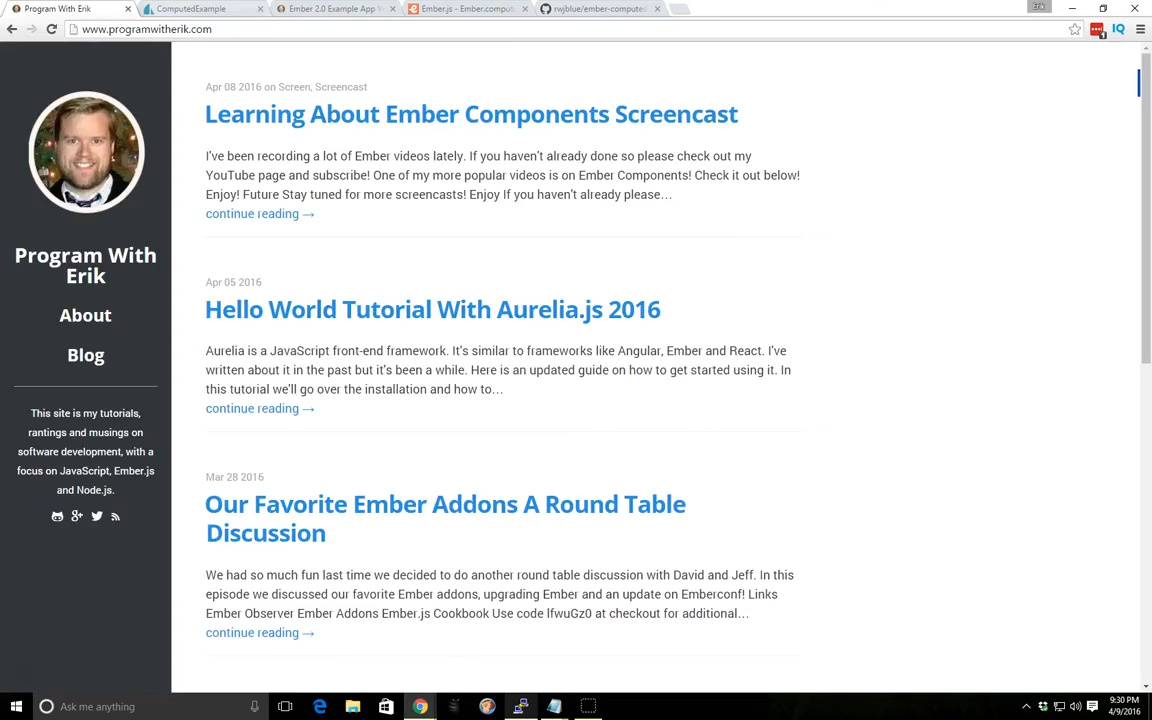 Program With Erik
ComputedExample
Ember 2.0 Example App W
Ember.js - Ember.comput
rwjblue/ember-computed
Erik
www.programwitherik.com
IQ
Program With
Erik
About
Blog
This site is my tutorials,
rantings and musings on
software development, with a
focus on JavaScript, Ember.js
and Node.js.
Apr 08 2016 on Screen, Screencast
Learning About Ember Components Screencast
I've been recording a lot of Ember videos lately. If you haven't already done so please check out my
YouTube page and subscribe! One of my more popular videos is on Ember Components! Check it out below!
Enjoy! Future Stay tuned for more screencasts! Enjoy If you haven't already please…
continue reading →
Apr 05 2016
Hello World Tutorial With Aurelia.js 2016
Aurelia is a JavaScript front-end framework. It's similar to frameworks like Angular, Ember and React. I've
written about it in the past but it's been a while. Here is an updated guide on how to get started using it. In
this tutorial we'll go over the installation and how to…
continue reading →
Mar 28 2016
Our Favorite Ember Addons A Round Table
Discussion
We had so much fun last time we decided to do another round table discussion with David and Jeff. In this
episode we discussed our favorite Ember addons, upgrading Ember and an update on Emberconf! Links
Ember Observer Ember Addons Ember.js Cookbook Use code lfwuGz0 at checkout for additional…
continue reading →
Ask me anything
9:30 PM
4/9/2016